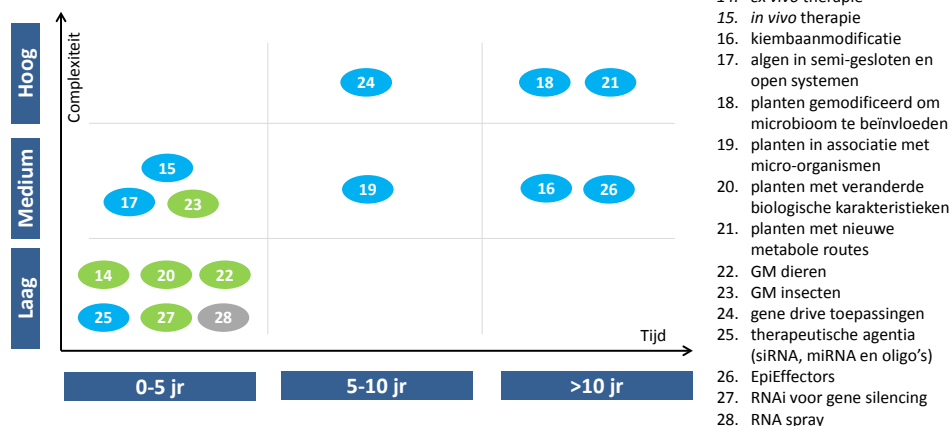 Hoog
Medium
Laag
Complexiteit
24
18
21
15
17
23
19
16
26
14
20
22
25
27
28
Tijd
0-5 jr
5-10 jr
>10 jr
14. ex vivo therapie
15. in vivo therapie
16. kiembaanmodificatie
17. algen in semi-gesloten en
open systemen
18. planten gemodificeerd om
microbioom te beïnvloeden
19. planten in associatie met
micro-organismen
20. planten met veranderde
biologische karakteristieken
21. planten met nieuwe
metabole routes
22. GM dieren
23. GM insecten
24. gene drive toepassingen
25. therapeutische agentia
(siRNA, miRNA en oligo's)
26. EpiEffectors
27. RNAi voor gene silencing
28. RNA spray